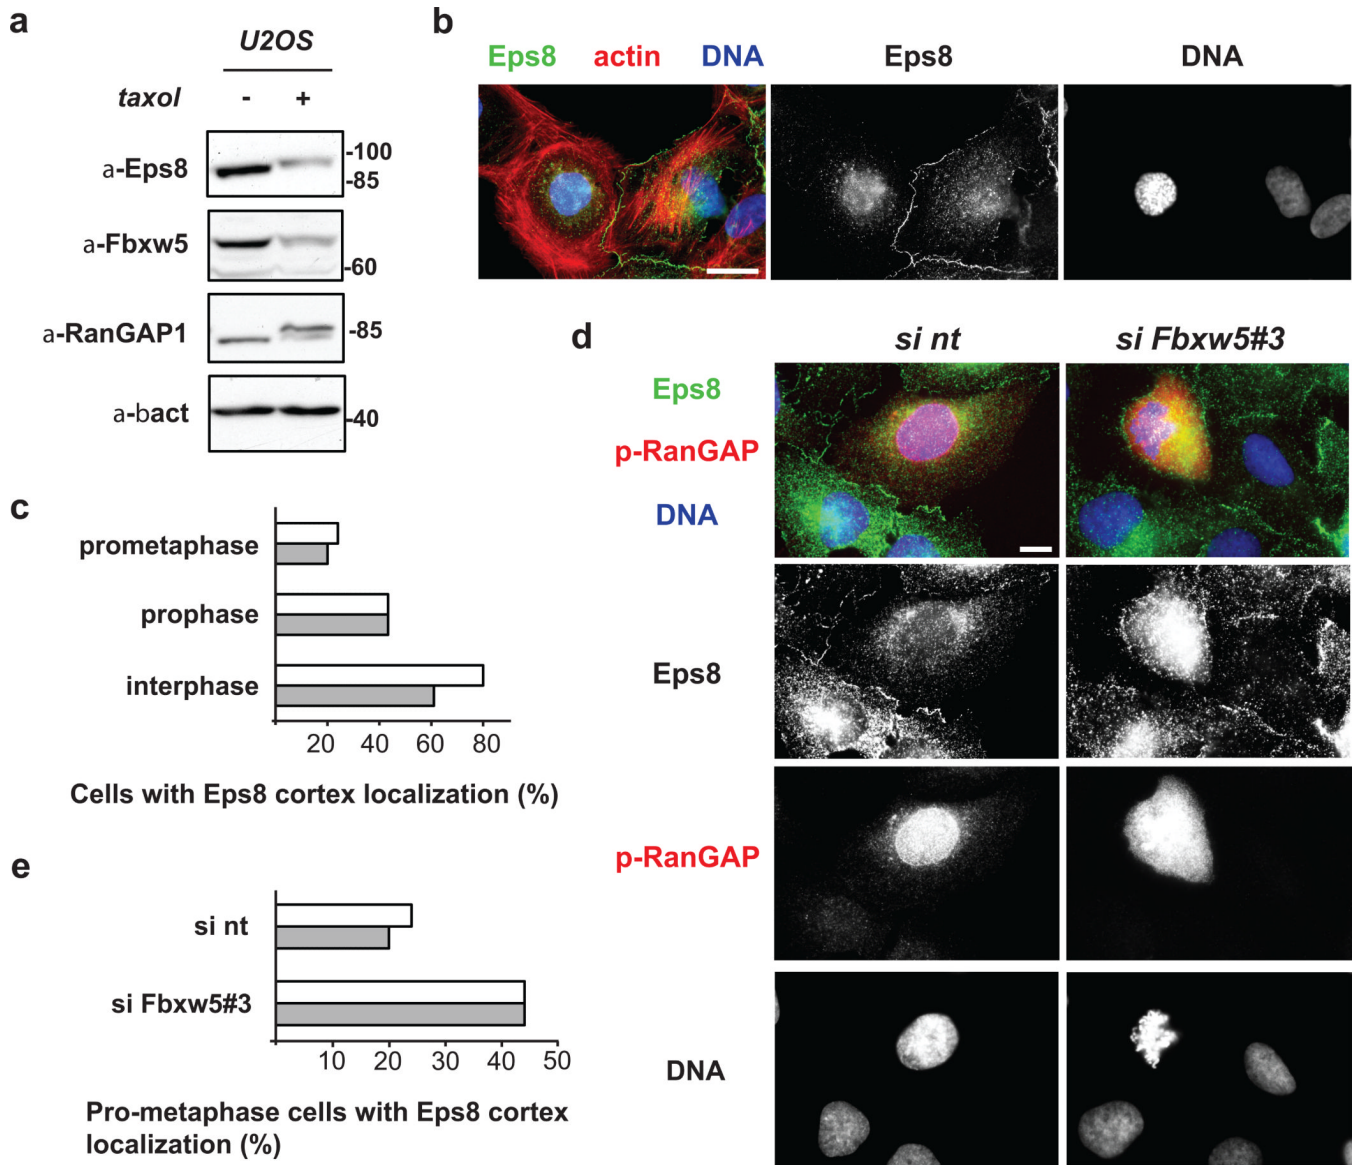 a
U2OS
taxol - +
a-Eps8 -100
-85
a-Fbxw5
-60
a-RanGAP1 -85
a-bact -40
b
Eps8 actin DNA Eps8 DNA
c
prometaphase
prophase
interphase
20 40 60 80
Cells with Eps8 cortex localization (%)
d
si nt si Fbxw5#3
Eps8
p-RanGAP
DNA
Eps8
p-RanGAP
DNA
e
si nt
si Fbxw5#3
10 20 30 40 50
Pro-metaphase cells with Eps8 cortex
localization (%)